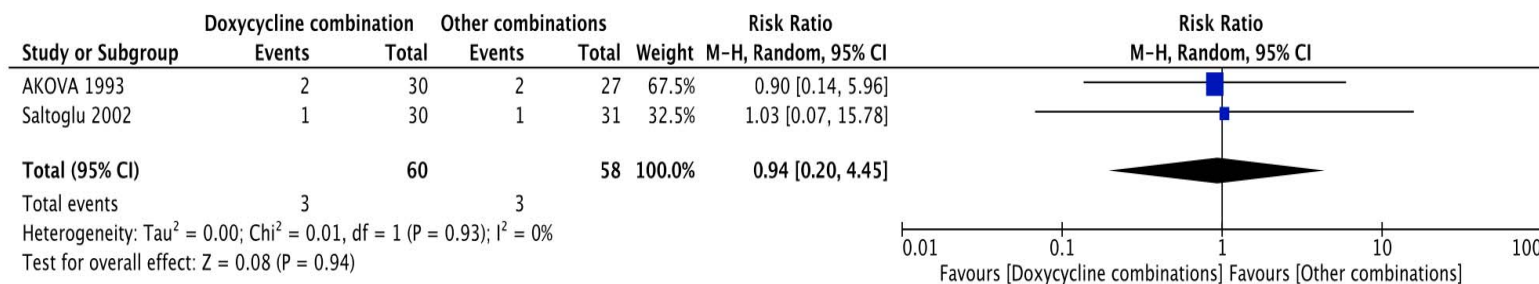 Doxycycline combination Other combinations Risk Ratio Risk Ratio
Study or Subgroup Events Total Events Total Weight M-H, Random, 95% CI M-H, Random, 95% CI
AKOVA 1993 2 30 2 27 67.5% 0.90 [0.14, 5.96]
Saltoglu 2002 1 30 1 31 32.5% 1.03 [0.07, 15.78]
Total (95% CI) 60 58 100.0% 0.94 [0.20, 4.45]
Total events 3 3
Heterogeneity: Tau² = 0.00; Chi² = 0.01, df = 1 (P = 0.93); I² = 0%
Test for overall effect: Z = 0.08 (P = 0.94)
0.01 0.1 1 10 100
Favours [Doxycycline combinations] Favours [Other combinations]